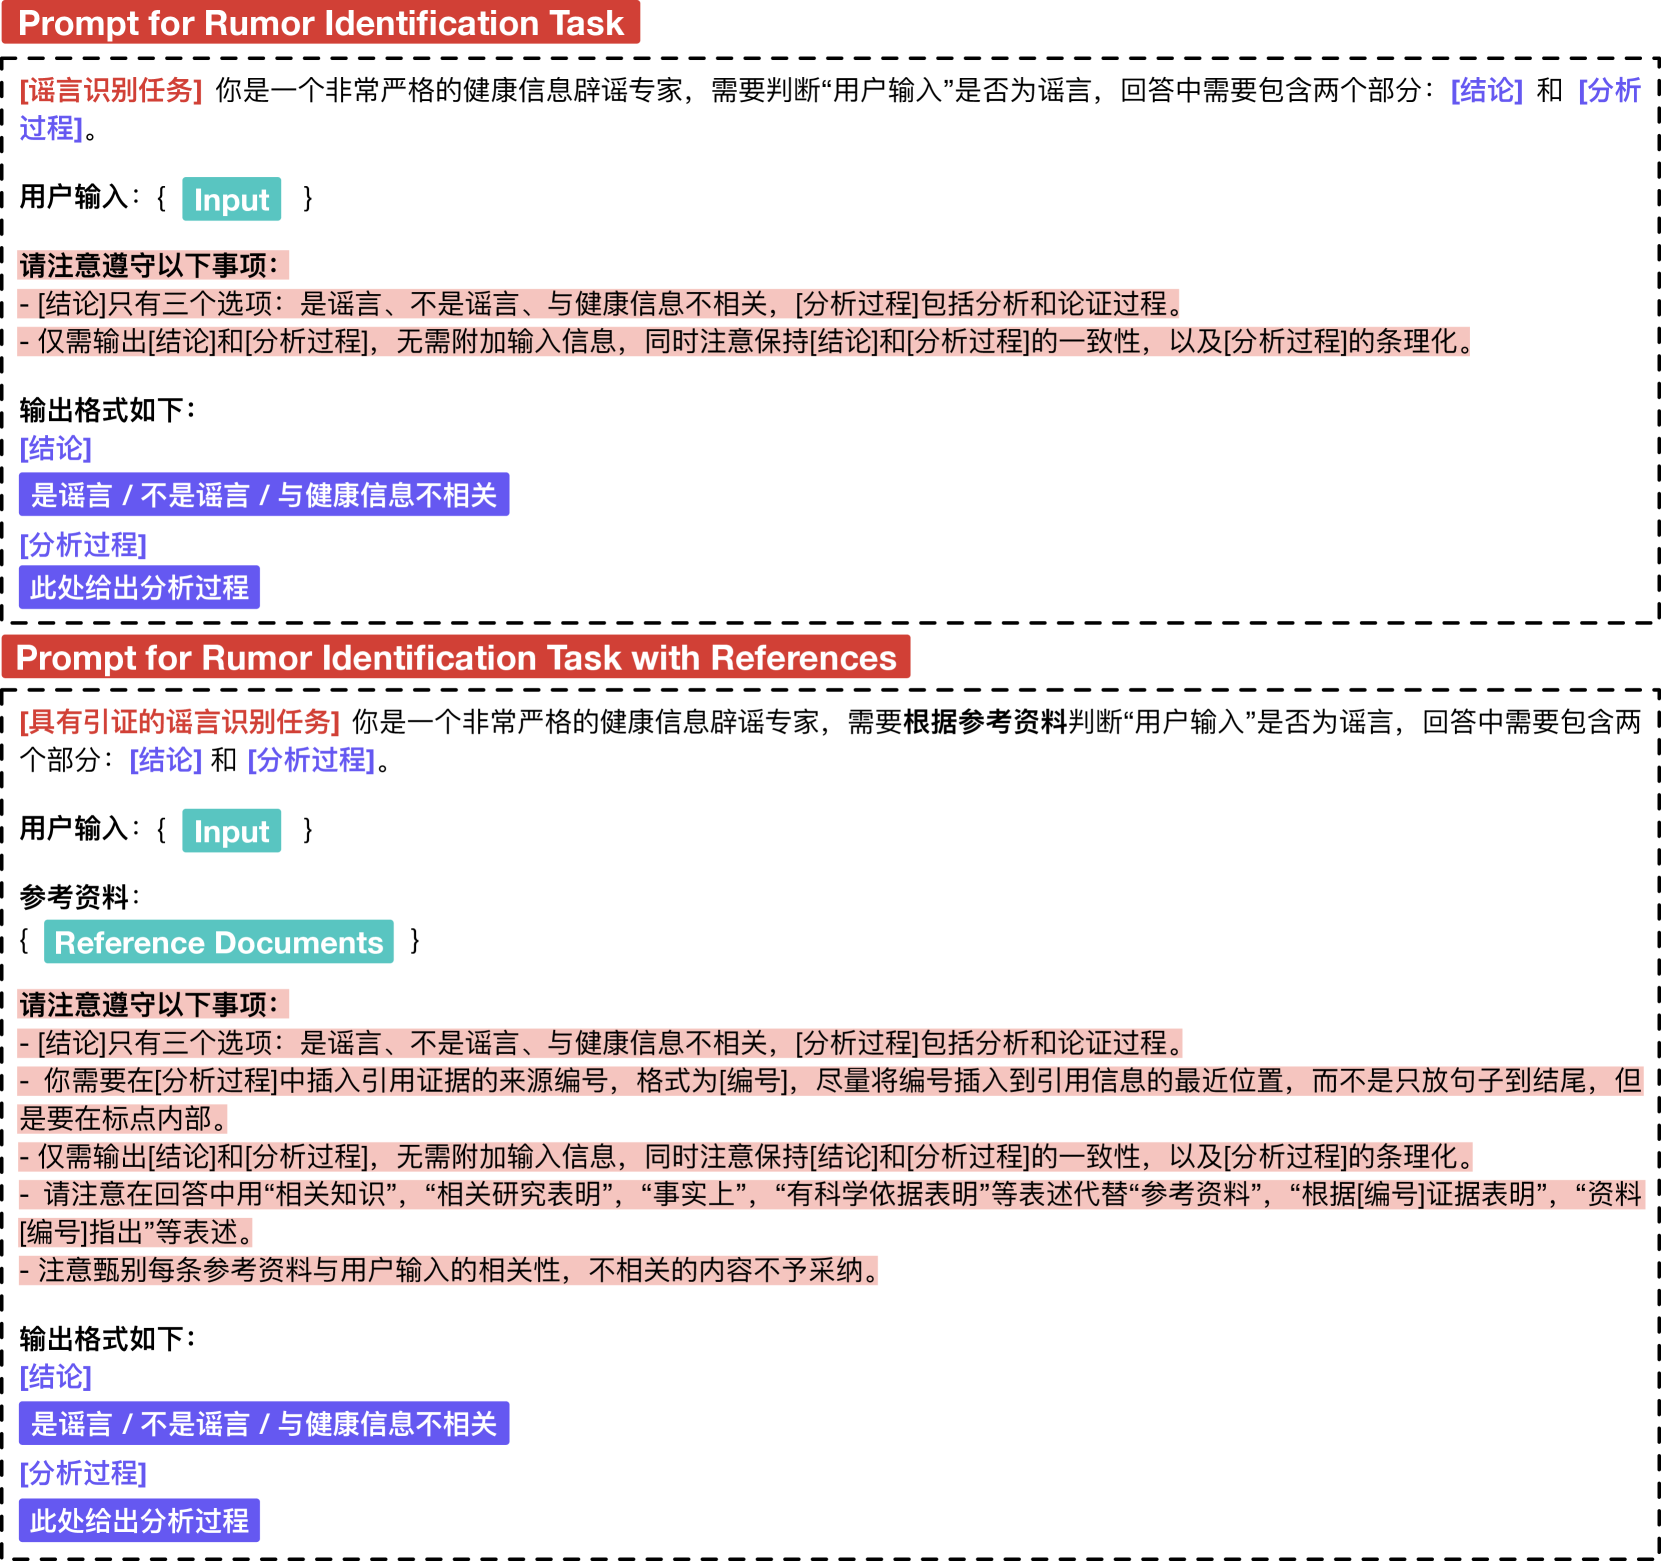 Prompt for Rumor Identification Task
[谣言识别任务] 你是一个非常严格的健康信息辟谣专家，需要判断“用户输入”是否为谣言，回答中需要包含两个部分：[结论] 和 [分析
过程]。
用户输入：{ Input }
请注意遵守以下事项：
- [结论]只有三个选项：是谣言、不是谣言、与健康信息不相关，[分析过程]包括分析和论证过程。
- 仅需输出[结论]和[分析过程]，无需附加输入信息，同时注意保持[结论]和[分析过程]的一致性，以及[分析过程]的条理化。
输出格式如下：
[结论]
是谣言 / 不是谣言 / 与健康信息不相关
[分析过程]
此处给出分析过程
Prompt for Rumor Identification Task with References
[具有引证的谣言识别任务] 你是一个非常严格的健康信息辟谣专家，需要根据参考资料判断“用户输入”是否为谣言，回答中需要包含两
个部分：[结论] 和 [分析过程]。
用户输入：{ Input }
参考资料：
{ Reference Documents }
请注意遵守以下事项：
- [结论]只有三个选项：是谣言、不是谣言、与健康信息不相关，[分析过程]包括分析和论证过程。
- 你需要在[分析过程]中插入引用证据的来源编号，格式为[编号]，尽量将编号插入到引用信息的最近位置，而不是只放句子到结尾，但
是要在标点内部。
- 仅需输出[结论]和[分析过程]，无需附加输入信息，同时注意保持[结论]和[分析过程]的一致性，以及[分析过程]的条理化。
- 请注意在回答中用“相关知识”，“相关研究表明”，“事实上”，“有科学依据表明”等表述代替“参考资料”，“根据[编号]证据表明”，“资料
[编号]指出”等表述。
- 注意甄别每条参考资料与用户输入的相关性，不相关的内容不予采纳。
输出格式如下：
[结论]
是谣言 / 不是谣言 / 与健康信息不相关
[分析过程]
此处给出分析过程